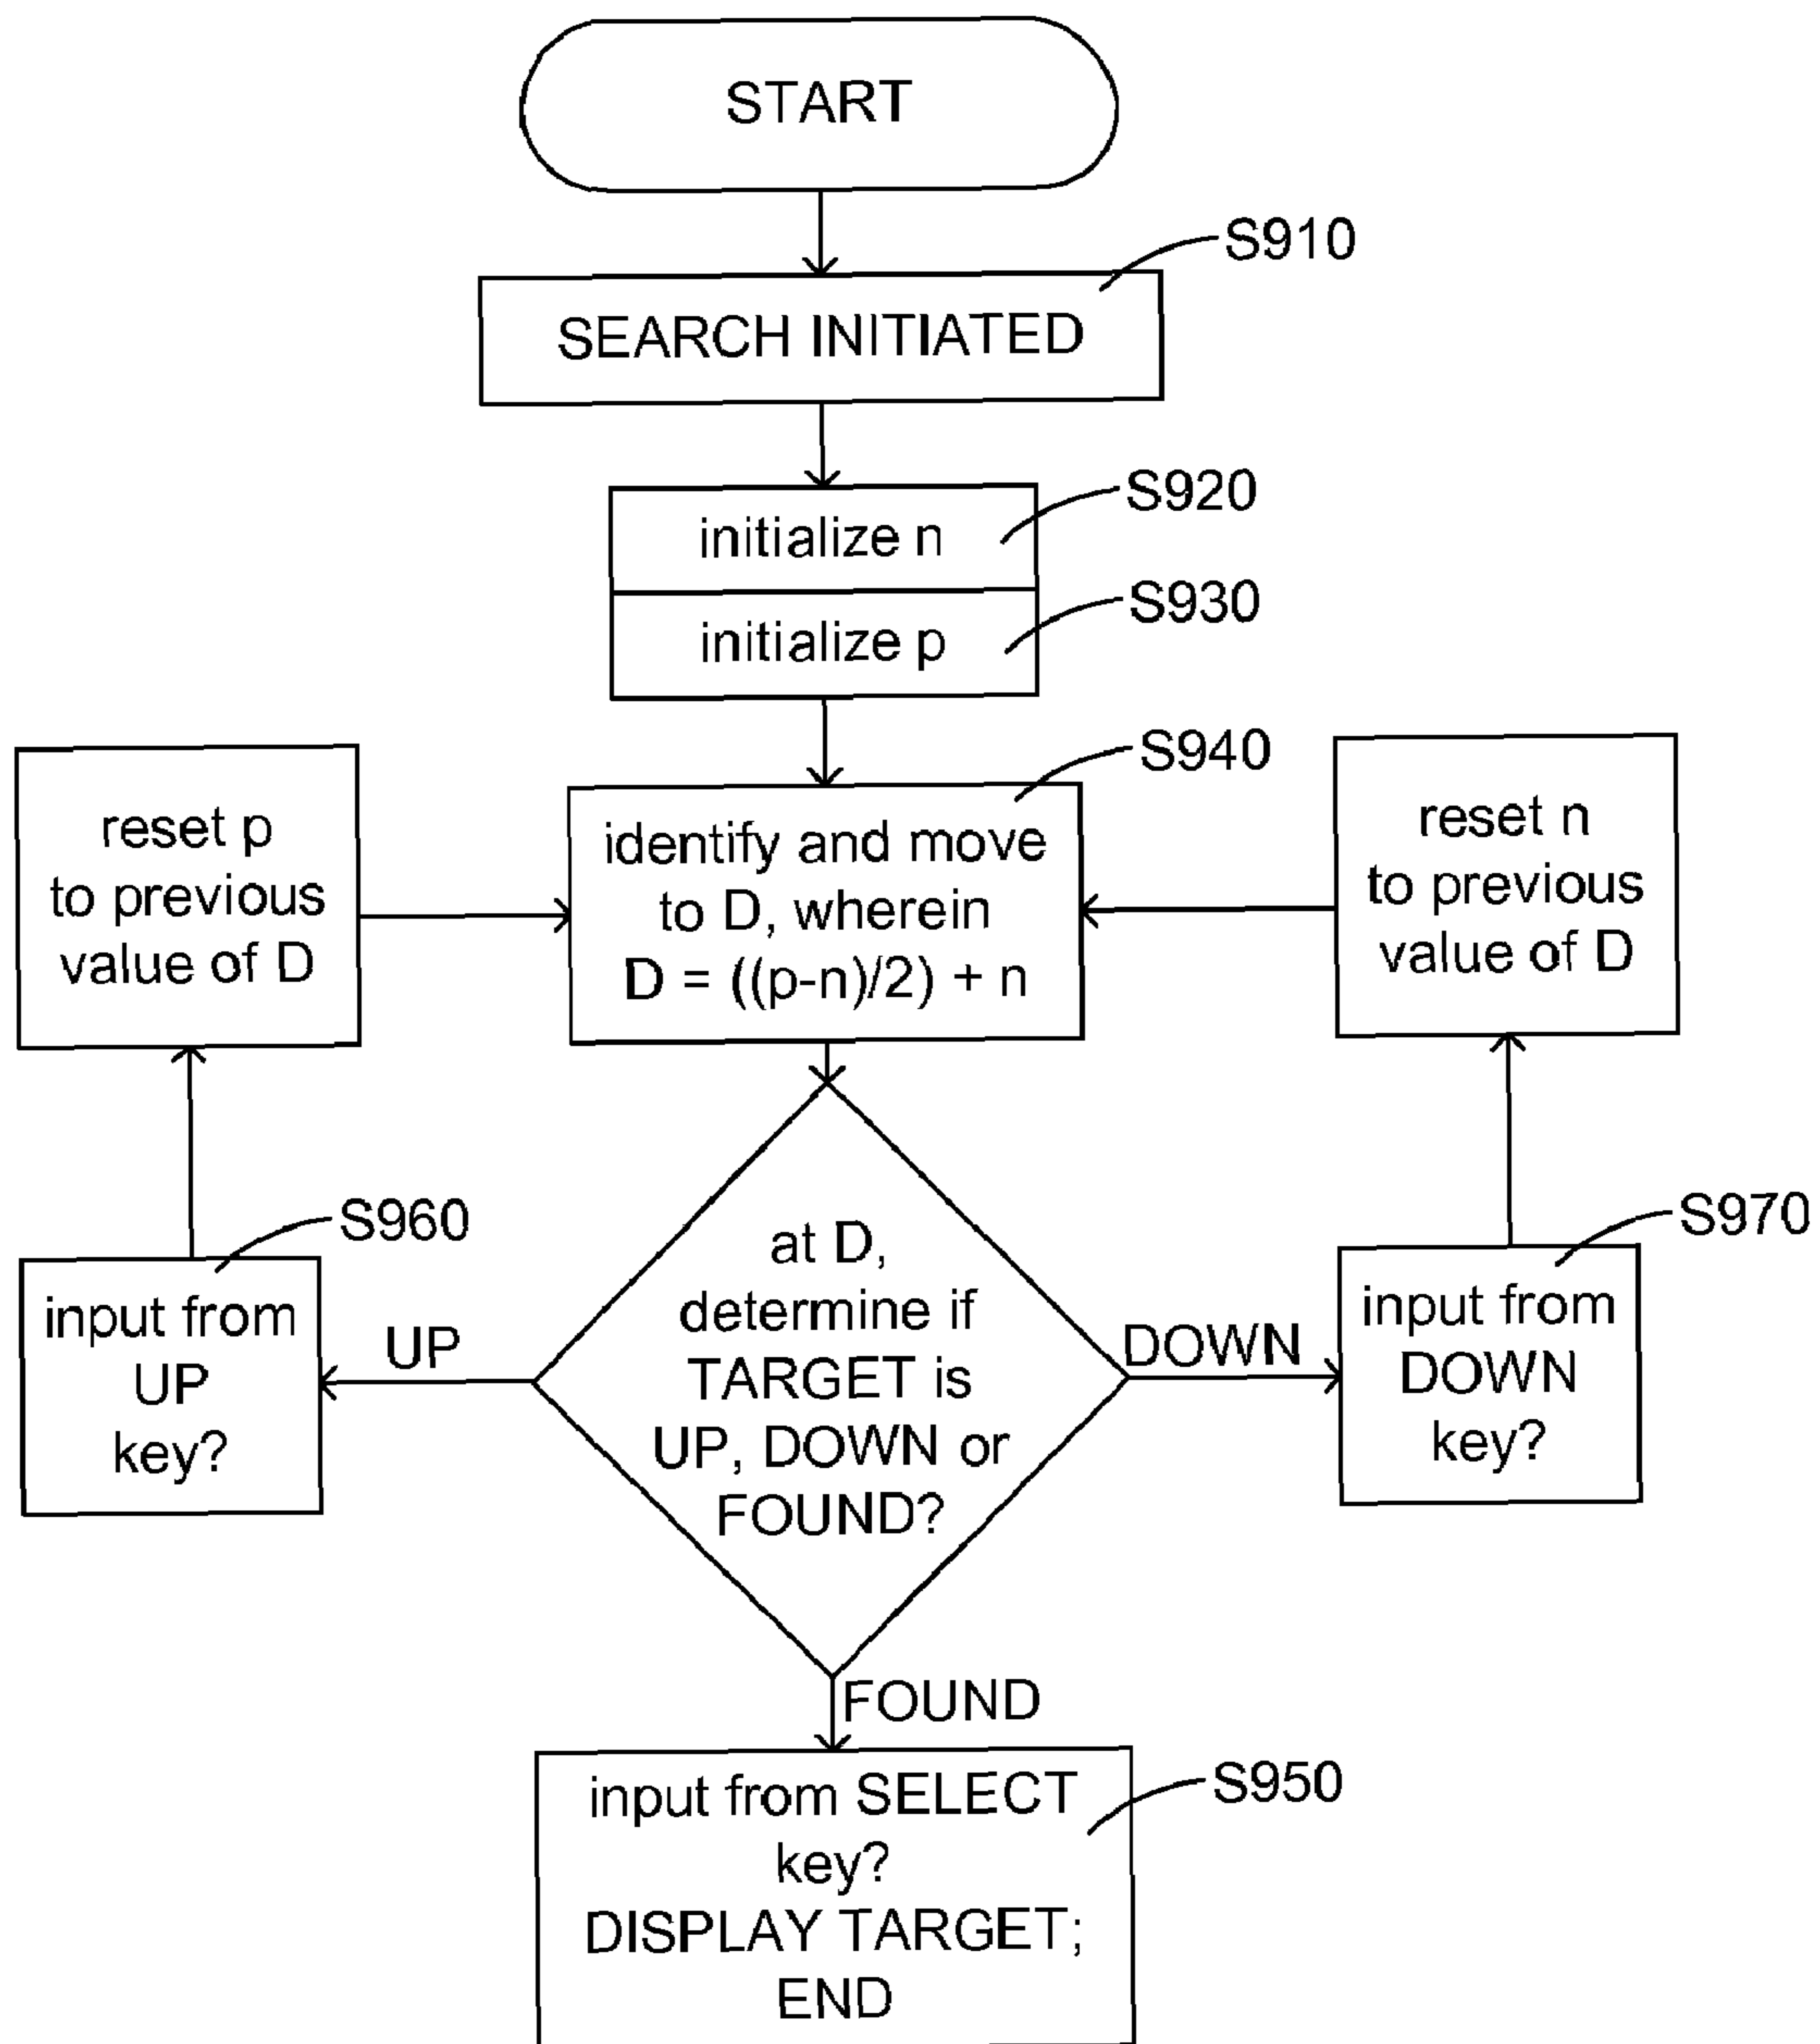 START
S910
SEARCH INITIATED
S920
initialize n
S930
initialize p
S940
identify and move
to D, wherein
D = ((p-n)/2) + n
reset p
to previous
value of D
reset n
to previous
value of D
at D,
determine if
TARGET is
UP, DOWN or
FOUND?
UP
S960
input from
UP
key?
DOWN
S970
input from
DOWN
key?
FOUND
S950
input from SELECT
key?
DISPLAY TARGET;
END